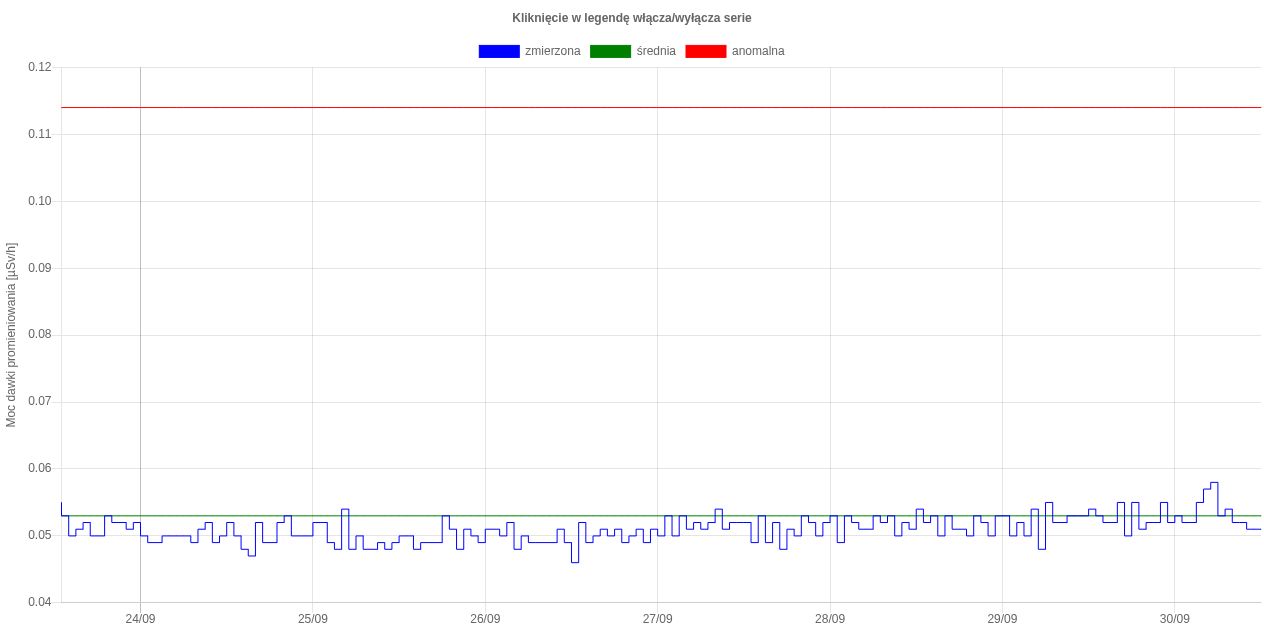 Kliknięcie w legendę włącza/wyłącza serie
zmierzona średnia anomalna
Moc dawki promieniowania [µSv/h]
0.12
0.11
0.10
0.09
0.08
0.07
0.06
0.05
0.04
24/09 25/09 26/09 27/09 28/09 29/09 30/09